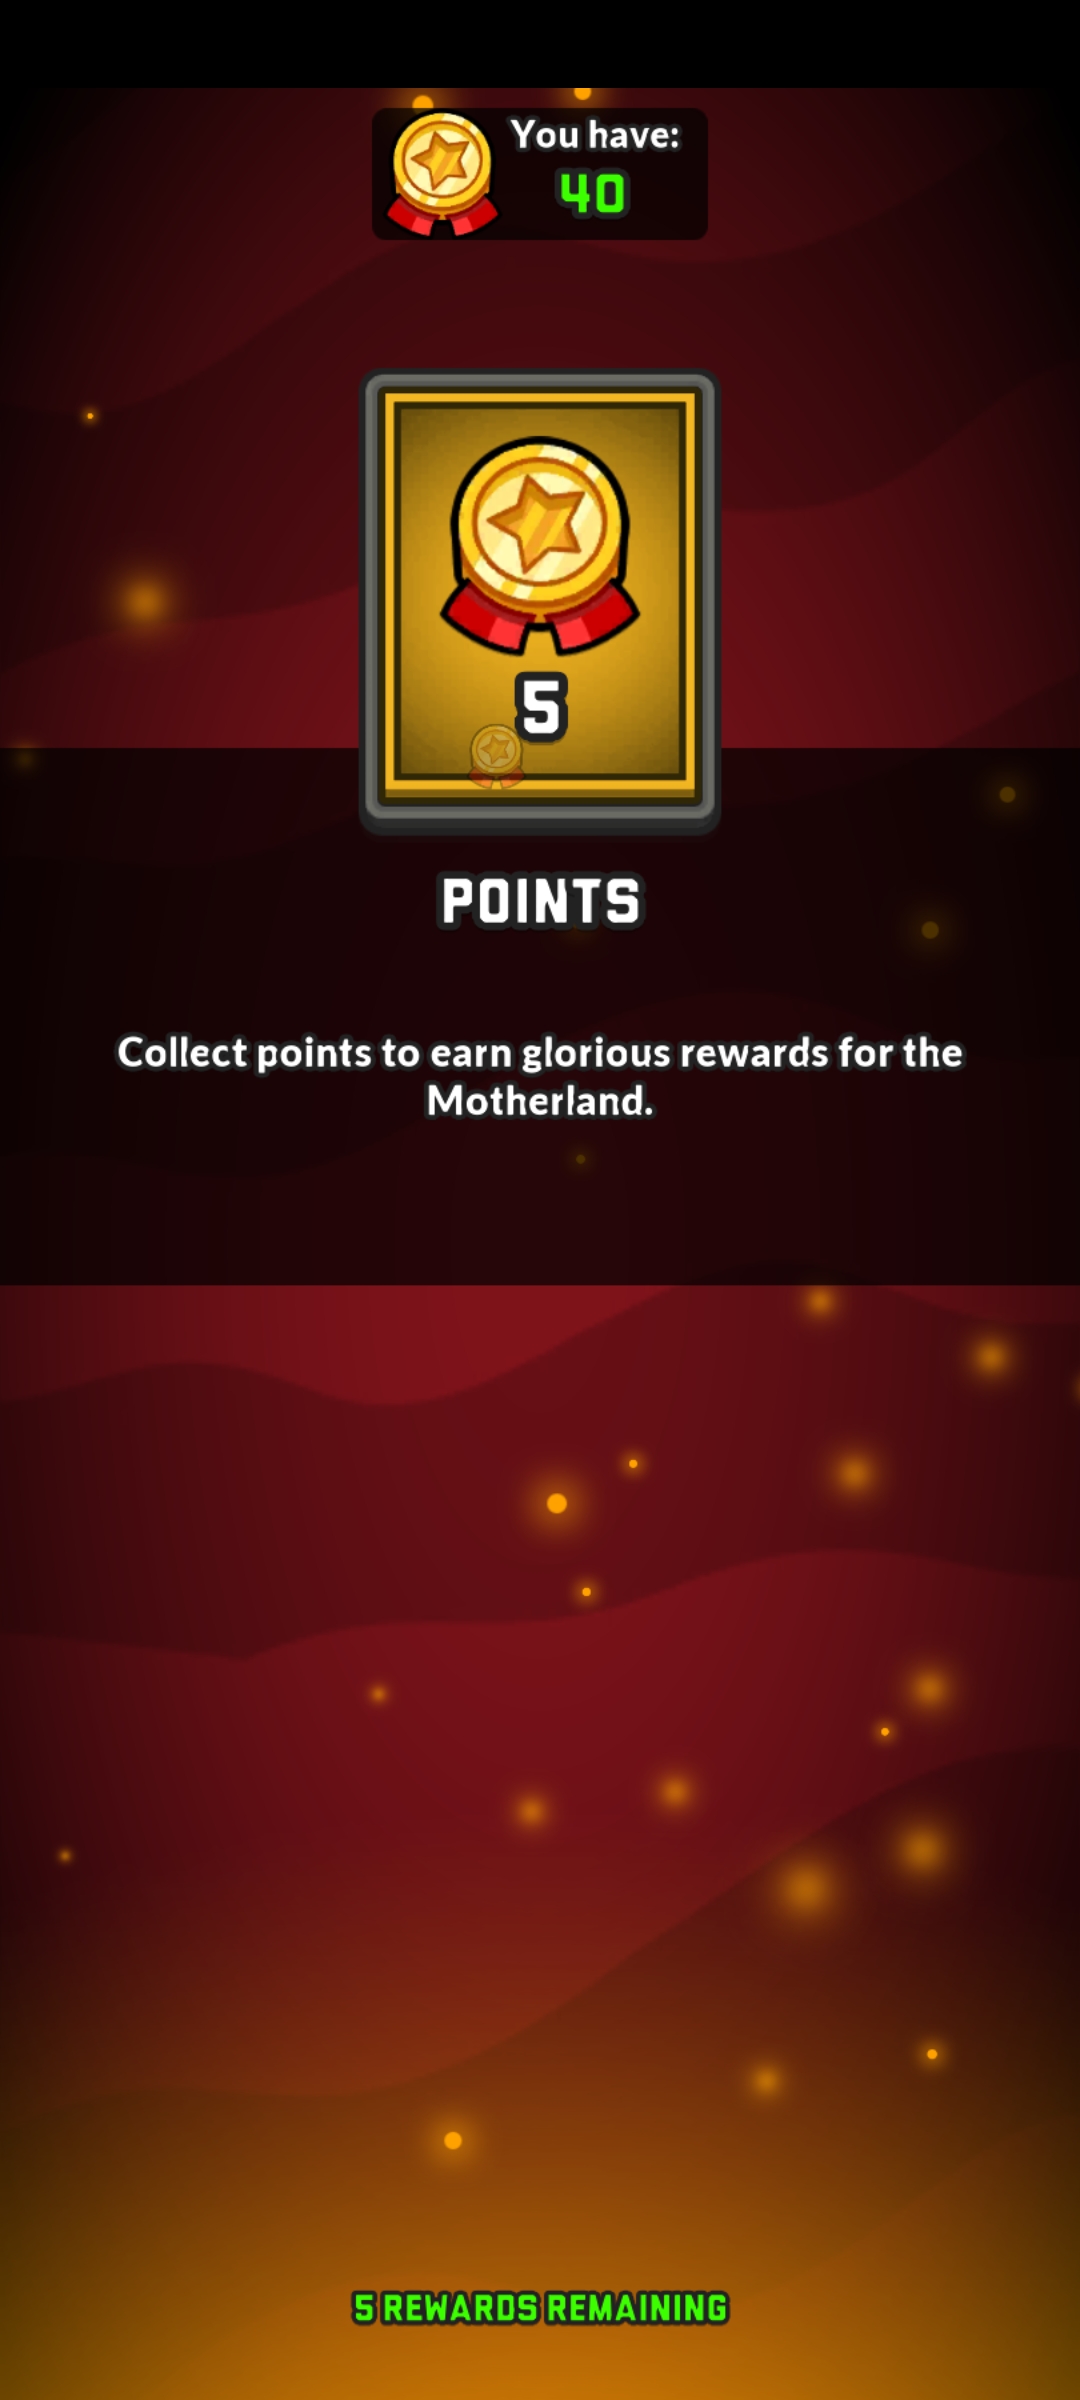 You have:
40
5
POINTS
Collect points to earn glorious rewards for the
Motherland.
5 REWARDS REMAINING